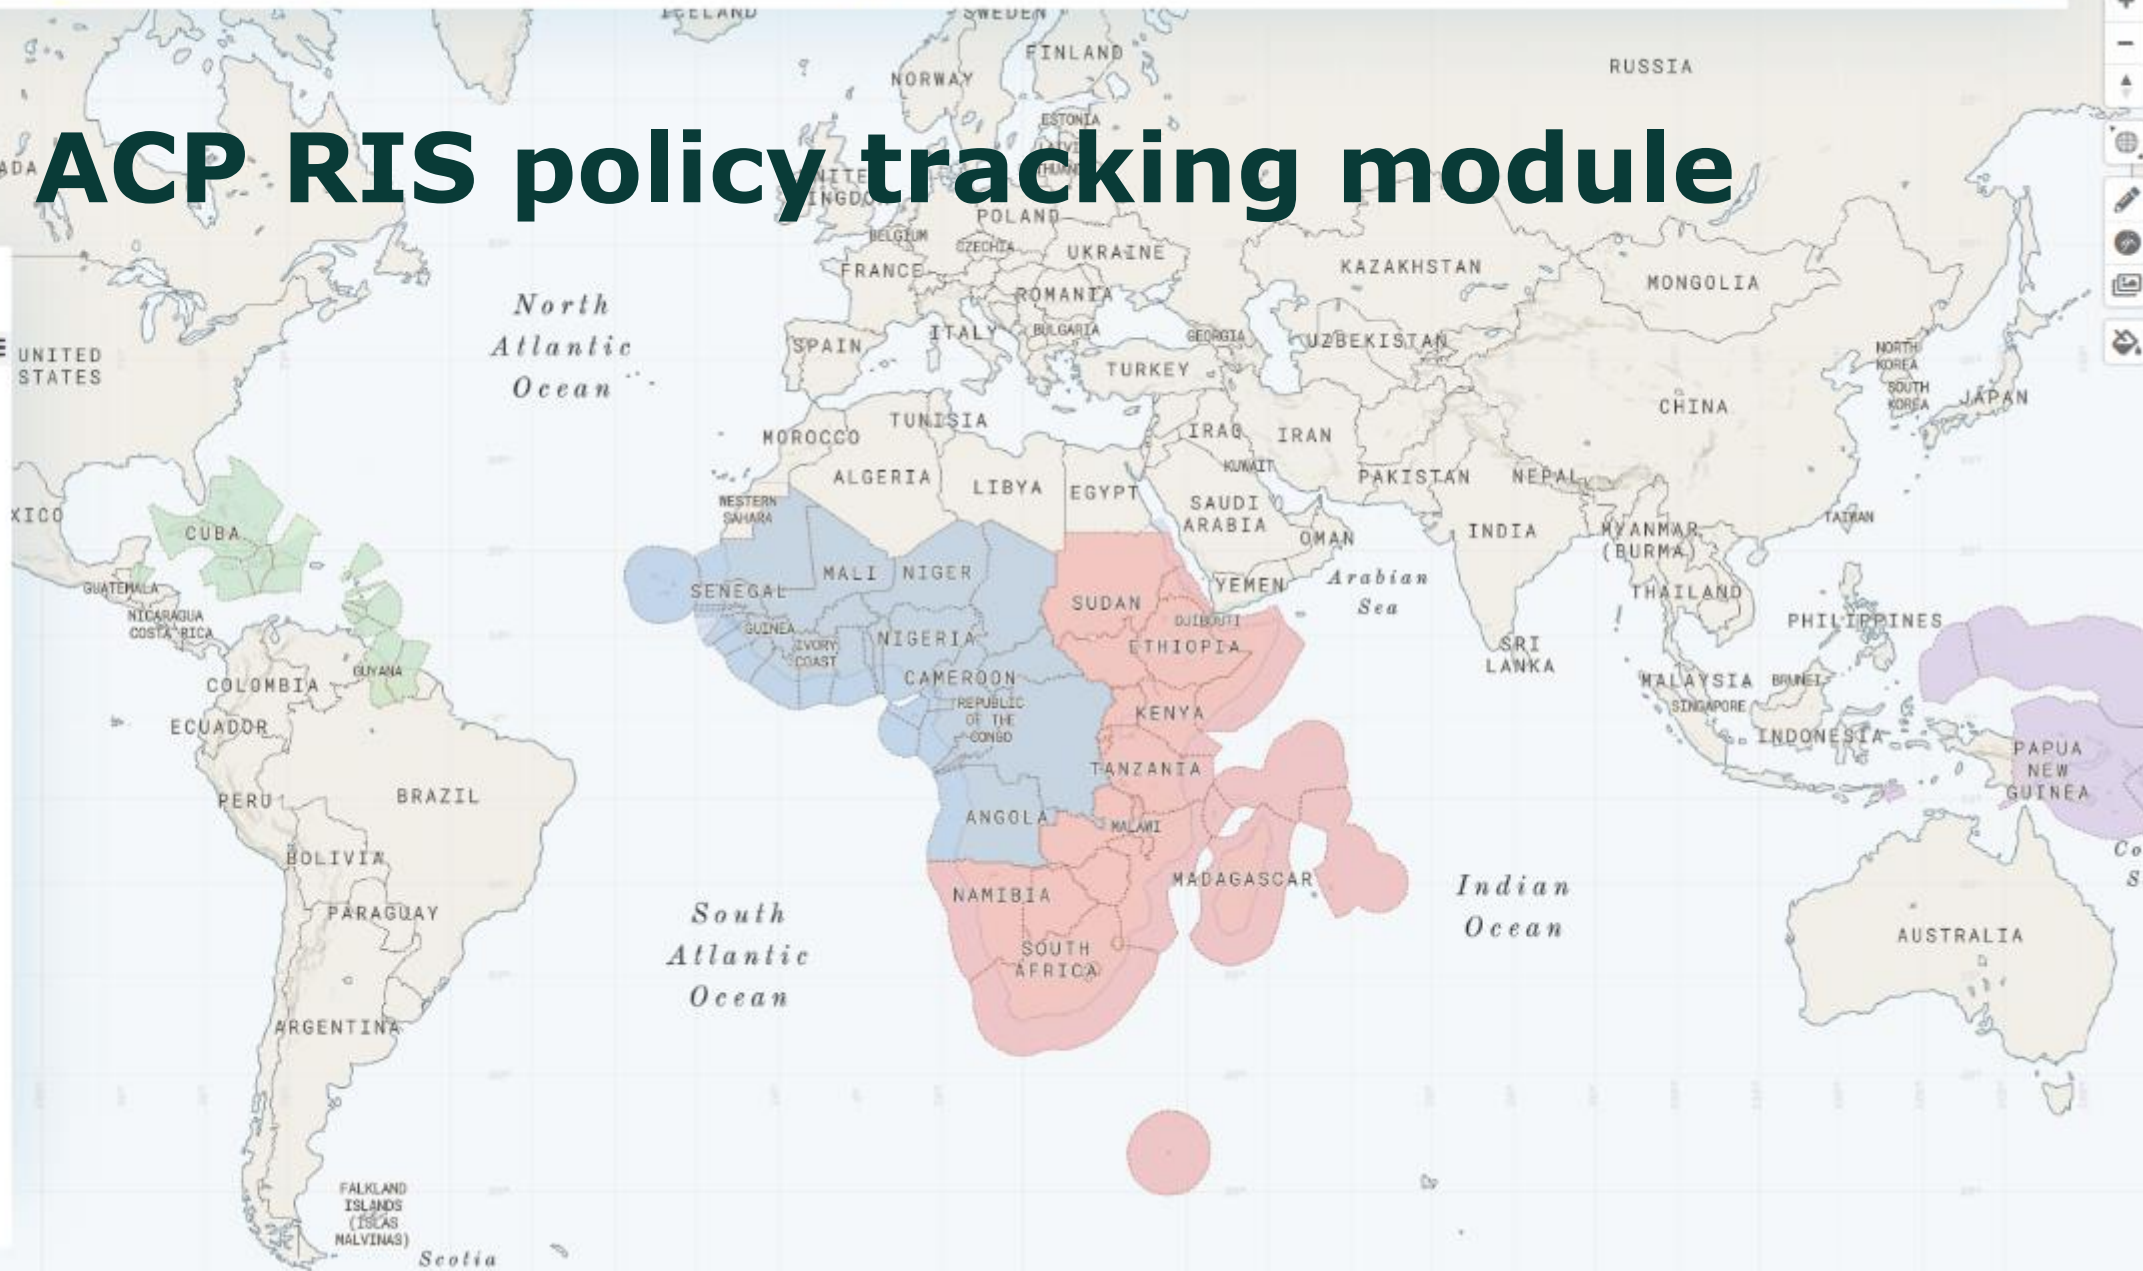 ICELAND
SWEDEN
FINLAND
NORWAY
RUSSIA
ESTONIA
ACP RIS policy tracking module
ADA
POLAND
BELGIUM
CZECHIA
UKRAINE
FRANCE
KAZAKHSTAN
MONGOLIA
ROMANIA
North
Atlantic
Ocean
ITALY
BULGARIA
GEORGIA
SPAIN
UZBEKISTAN
UNITED
STATES
TURKEY
NORTH
KOREA
SOUTH
KOREA
JAPAN
CHINA
TUNISIA
MOROCCO
IRAQ
IRAN
KUWAIT
ALGERIA
LIBYA
EGYPT
PAKISTAN
NEPAL
WESTERN
SAHARA
SAUDI
ARABIA
XICO
CUBA
OMAN
INDIA
TAIWAN
MYANMAR
(BURMA)
MALI
NIGER
SENEGAL
GUATEMALA
SUDAN
YEMEN
Arabian
Sea
THAILAND
NICARAGUA
COSTA RICA
GUINEA
DJIBOUTI
PHILIPPINES
NIGERIA
IVORY
COAST
ETHIOPIA
SRI
LANKA
GUYANA
COLOMBIA
CAMEROON
MALAYSIA
BRUNEI
SINGAPORE
REPUBLIC
OF THE
CONGO
KENYA
ECUADOR
INDONESIA
PAPUA
NEW
GUINEA
TANZANIA
PERU
BRAZIL
ANGOLA
MALAWI
BOLIVIA
Co
S
MADAGASCAR
NAMIBIA
Indian
Ocean
PARAGUAY
South
Atlantic
Ocean
SOUTH
AFRICA
AUSTRALIA
ARGENTINA
FALKLAND
ISLANDS
(ISLAS
MALVINAS)
Scotia